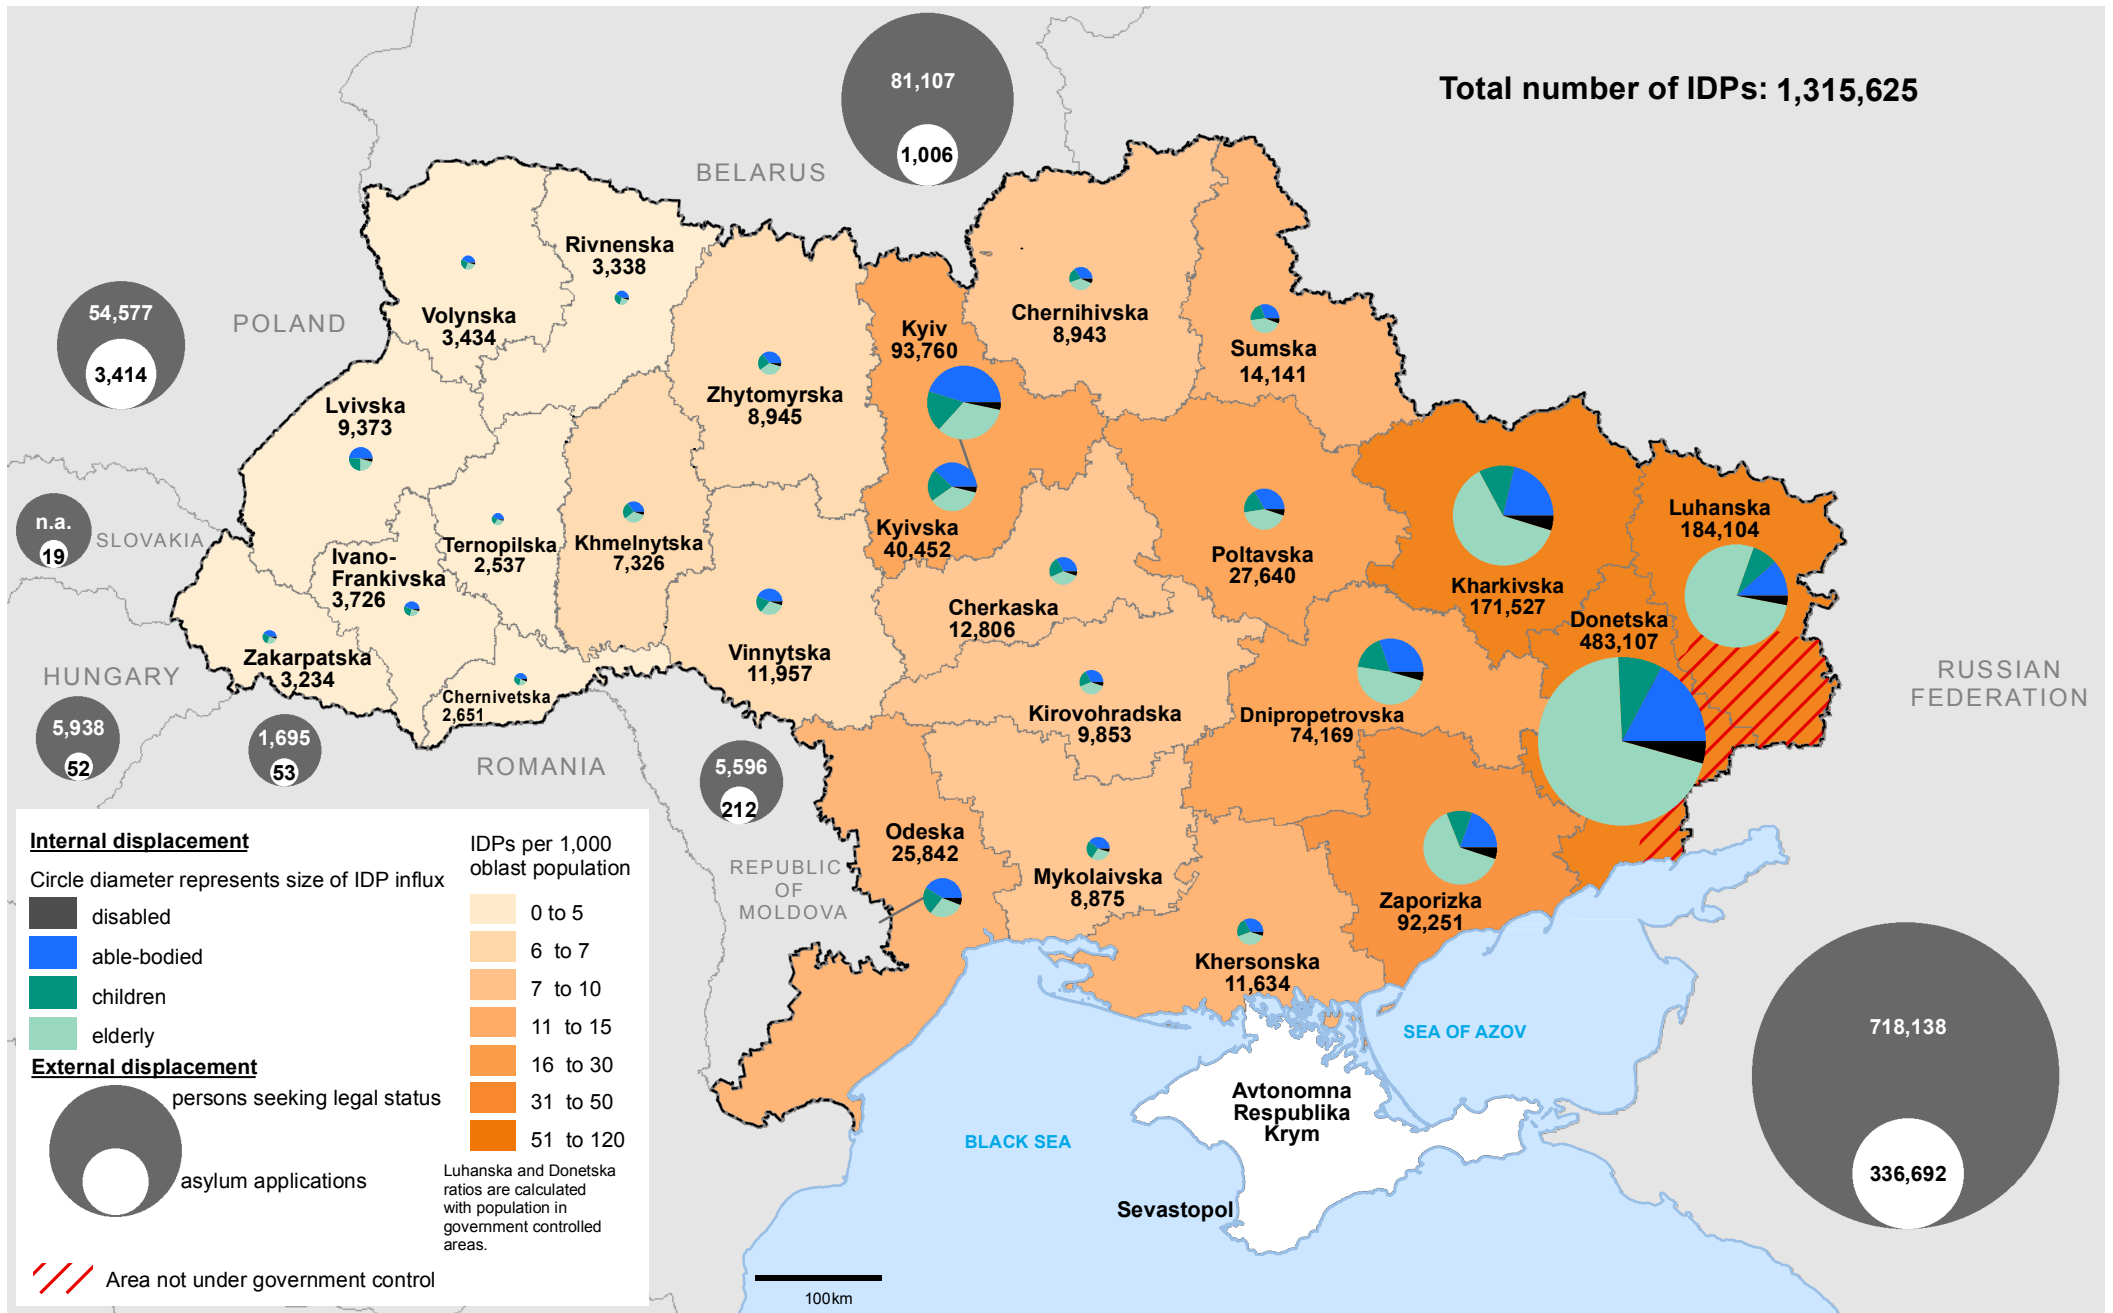 Total number of IDPs: 1,315,625
81,107
1,006
BELARUS
Rivnenska
3,338
Volynska
3,434
54,577
3,414
POLAND
Chernihivska
8,943
Kyiv
93,760
Sumska
14,141
Zhytomyrska
8,945
Lvivska
9,373
Luhanska
184,104
n.a.
19
SLOVAKIA
Ivano-
Frankivska
3,726
Ternopilska
2,537
Khmelnytska
7,326
Kyivska
40,452
Poltavska
27,640
Kharkivska
171,527
Cherkaska
12,806
Donetska
483,107
Zakarpatska
3,234
Vinnytska
11,957
HUNGARY
5,938
52
1,695
53
Chernivetska
2,651
ROMANIA
5,596
212
Kirovohradska
9,853
Dnipropetrovska
74,169
RUSSIAN
FEDERATION
REPUBLIC
OF
MOLDOVA
Odeska
25,842
Mykolaivska
8,875
Zaporizka
92,251
Khersonska
11,634
SEA OF AZOV
718,138
336,692
Avtonomna
Respublika
Krym
BLACK SEA
Sevastopol
Internal displacement
Circle diameter represents size of IDP influx
disabled
able-bodied
children
elderly
External displacement
persons seeking legal status
asylum applications
IDPs per 1,000
oblast population
0 to 5
6 to 7
7 to 10
11 to 15
16 to 30
31 to 50
51 to 120
Luhanska and Donetska
ratios are calculated
with population in
government controlled
areas.
Area not under government control
100km